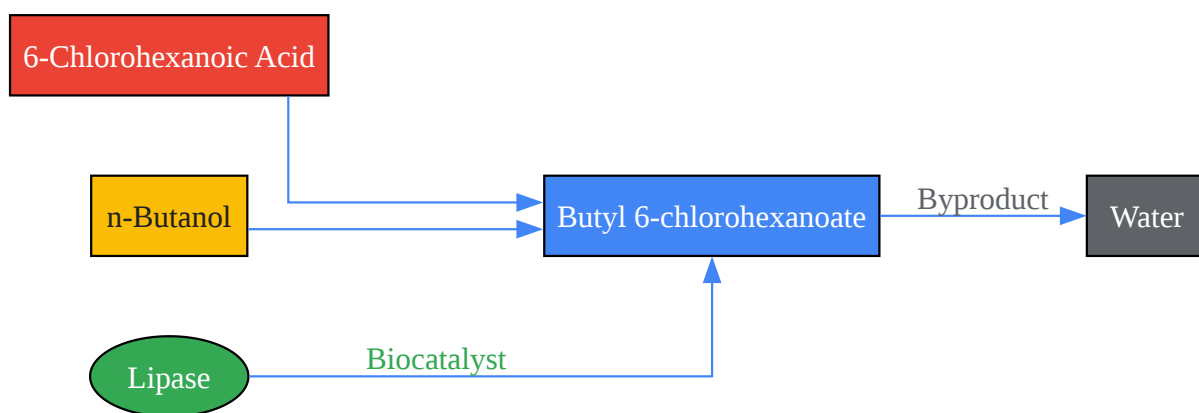 6-Chlorohexanoic Acid
n-Butanol
Butyl 6-chlorohexanoate
Byproduct
Water
Biocatalyst
Lipase